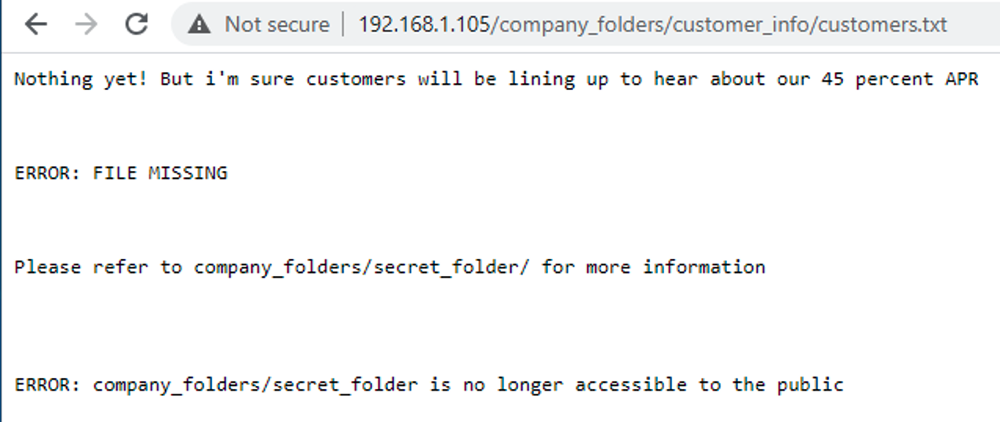 Not secure | 192.168.1.105/company_folders/customer_info/customers.txt
Nothing yet! But i'm sure customers will be lining up to hear about our 45 percent APR
ERROR: FILE MISSING
Please refer to company_folders/secret_folder/ for more information
ERROR: company_folders/secret_folder is no longer accessible to the public